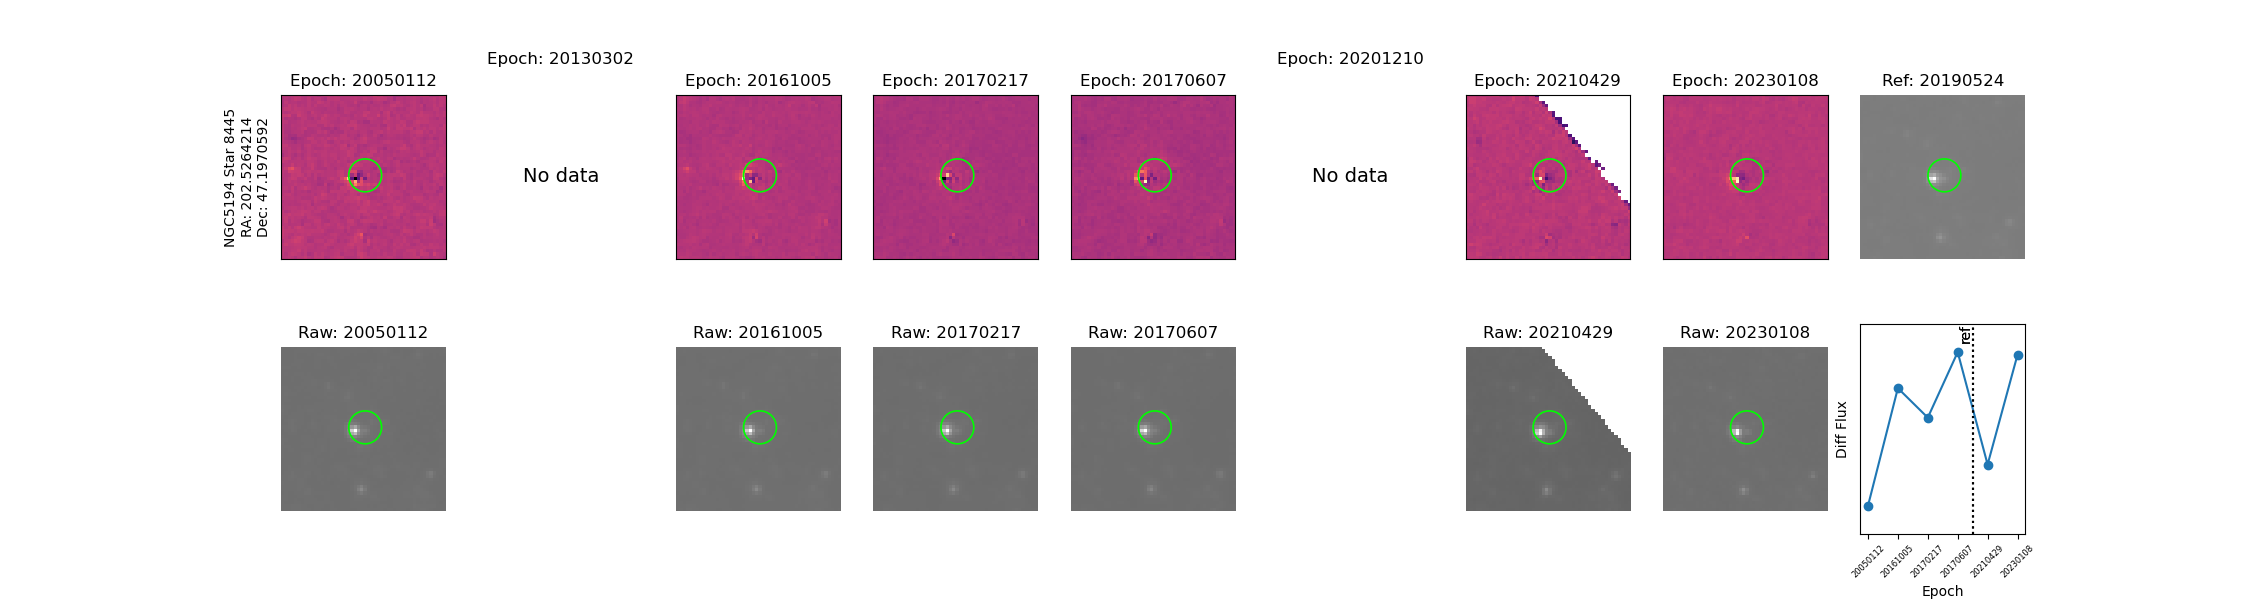 Epoch: 20130302
Epoch: 20201210
Epoch: 20050112
Epoch: 20161005
Epoch: 20170217
Epoch: 20170607
Epoch: 20210429
Epoch: 20230108
Ref: 20190524
NGC5194 Star 8445
RA: 202.5264214
Dec: 47.1970592
No data
No data
Raw: 20050112
Raw: 20161005
Raw: 20170217
Raw: 20170607
Raw: 20210429
Raw: 20230108
ref
Diff Flux
20050112
20161005
20170217
20170607
20210429
20230108
Epoch